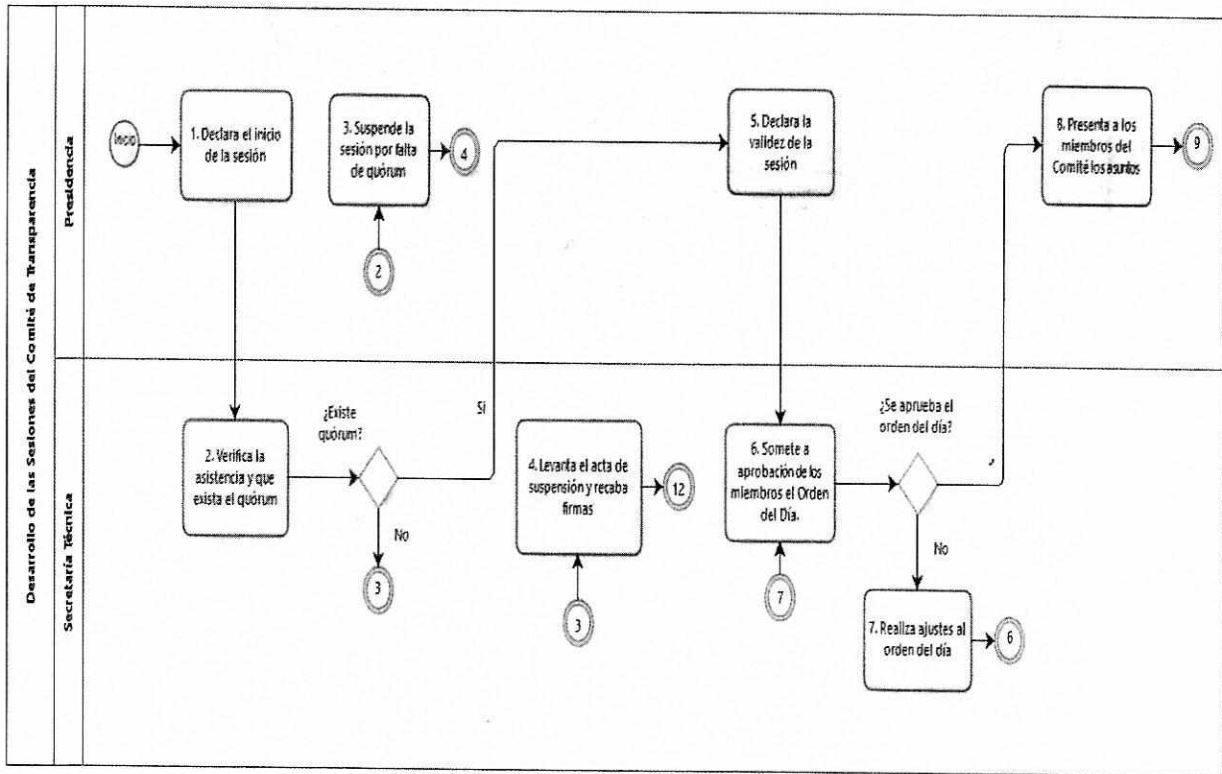 Desarrollo de las Sesiones del Comité de Transparencia
Presidencia
Inicio
1. Declara el inicio
de la sesión
3. Suspende la
sesión por falta
de quórum
4
2
5. Declara la
validez de la
sesión
8. Presenta a los
miembros del
Comité los asuntos
9
Secretaría Técnica
2. Verifica la
asistencia y que
exista el quórum
¿Existe
quórum?
Sí
No
3
4. Levanta el acta de
suspensión y recaba
firmas
12
3
6. Somete a
aprobación de los
miembros el Orden
del Día.
7
¿Se aprueba el
orden del día?
No
7. Realiza ajustes al
orden del día
6